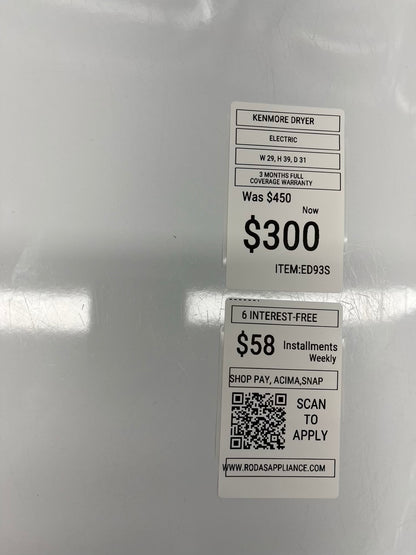 KENMORE DRYER
ELECTRIC
W 29, H 39, D 31
3 MONTHS FULL
COVERAGE WARRANTY
Was $450
Now
$300
ITEM:ED93S
6 INTEREST-FREE
$58 Installments
Weekly
SHOP PAY, ACIMA,SNAP
SCAN
TO
APPLY
WWW.RODASAPPLIANCE.COM